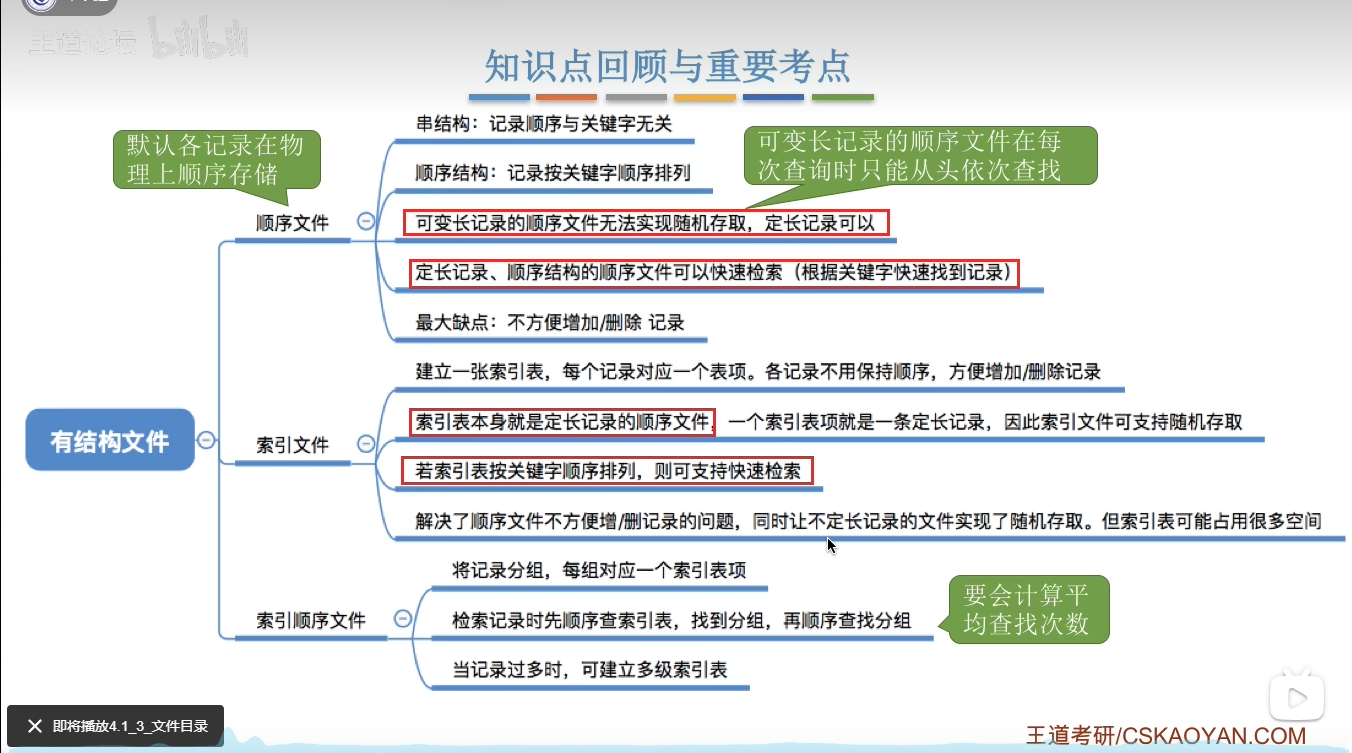 王道论坛 bilibili
知识点回顾与重要考点
默认各记录在物
理上顺序存储
可变长记录的顺序文件在每
次查询时只能从头依次查找
有结构文件
顺序文件
串结构：记录顺序与关键字无关
顺序结构：记录按关键字顺序排列
可变长记录的顺序文件无法实现随机存取，定长记录可以
定长记录、顺序结构的顺序文件可以快速检索（根据关键字快速找到记录）
最大缺点：不方便增加/删除 记录
索引文件
建立一张索引表，每个记录对应一个表项。各记录不用保持顺序，方便增加/删除记录
索引表本身就是定长记录的顺序文件，一个索引表项就是一条定长记录，因此索引文件可支持随机存取
若索引表按关键字顺序排列，则可支持快速检索
解决了顺序文件不方便增/删记录的问题，同时让不定长记录的文件实现了随机存取。但索引表可能占用很多空间
索引顺序文件
将记录分组，每组对应一个索引表项
检索记录时先顺序查索引表，找到分组，再顺序查找分组
当记录过多时，可建立多级索引表
要会计算平
均查找次数
即将播放4.1_3_文件目录
王道考研/CSKAOYAN.COM